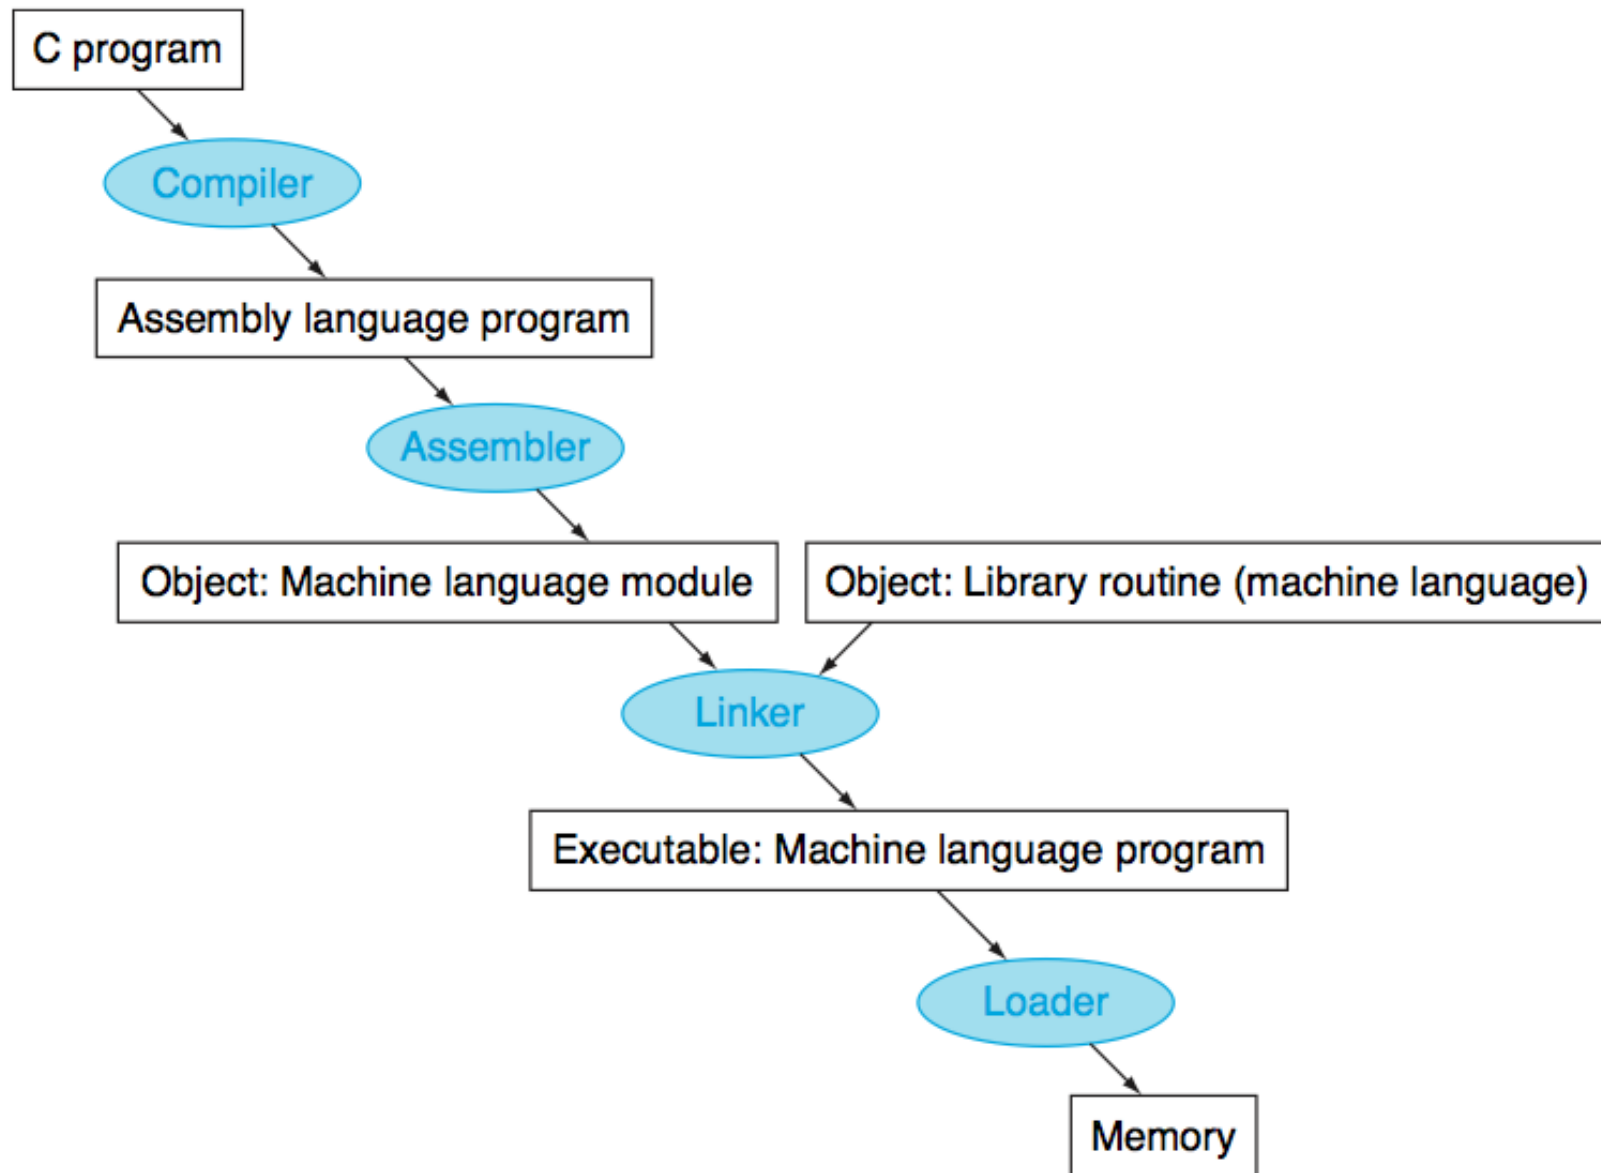 C program
Compiler
Assembly language program
Assembler
Object: Machine language module
Object: Library routine (machine language)
Linker
Executable: Machine language program
Loader
Memory